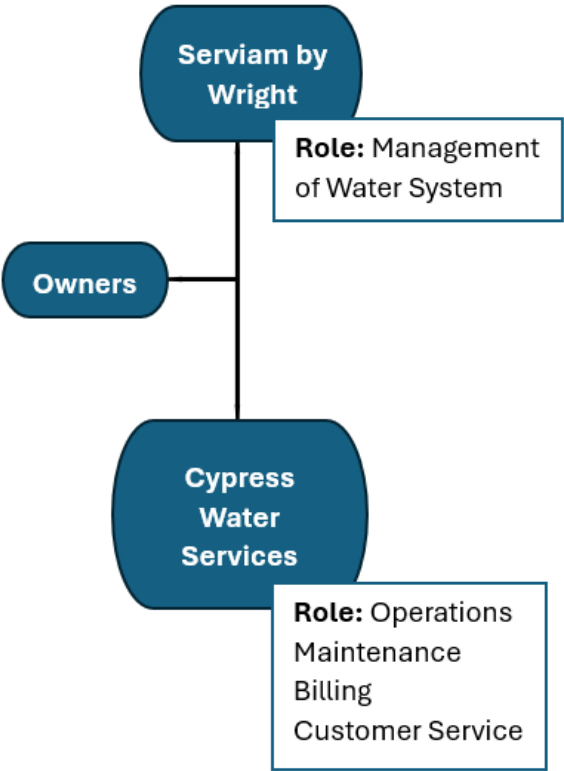 Serviam by
Wright
Role: Management
of Water System
Owners
Cypress
Water
Services
Role: Operations
Maintenance
Billing
Customer Service